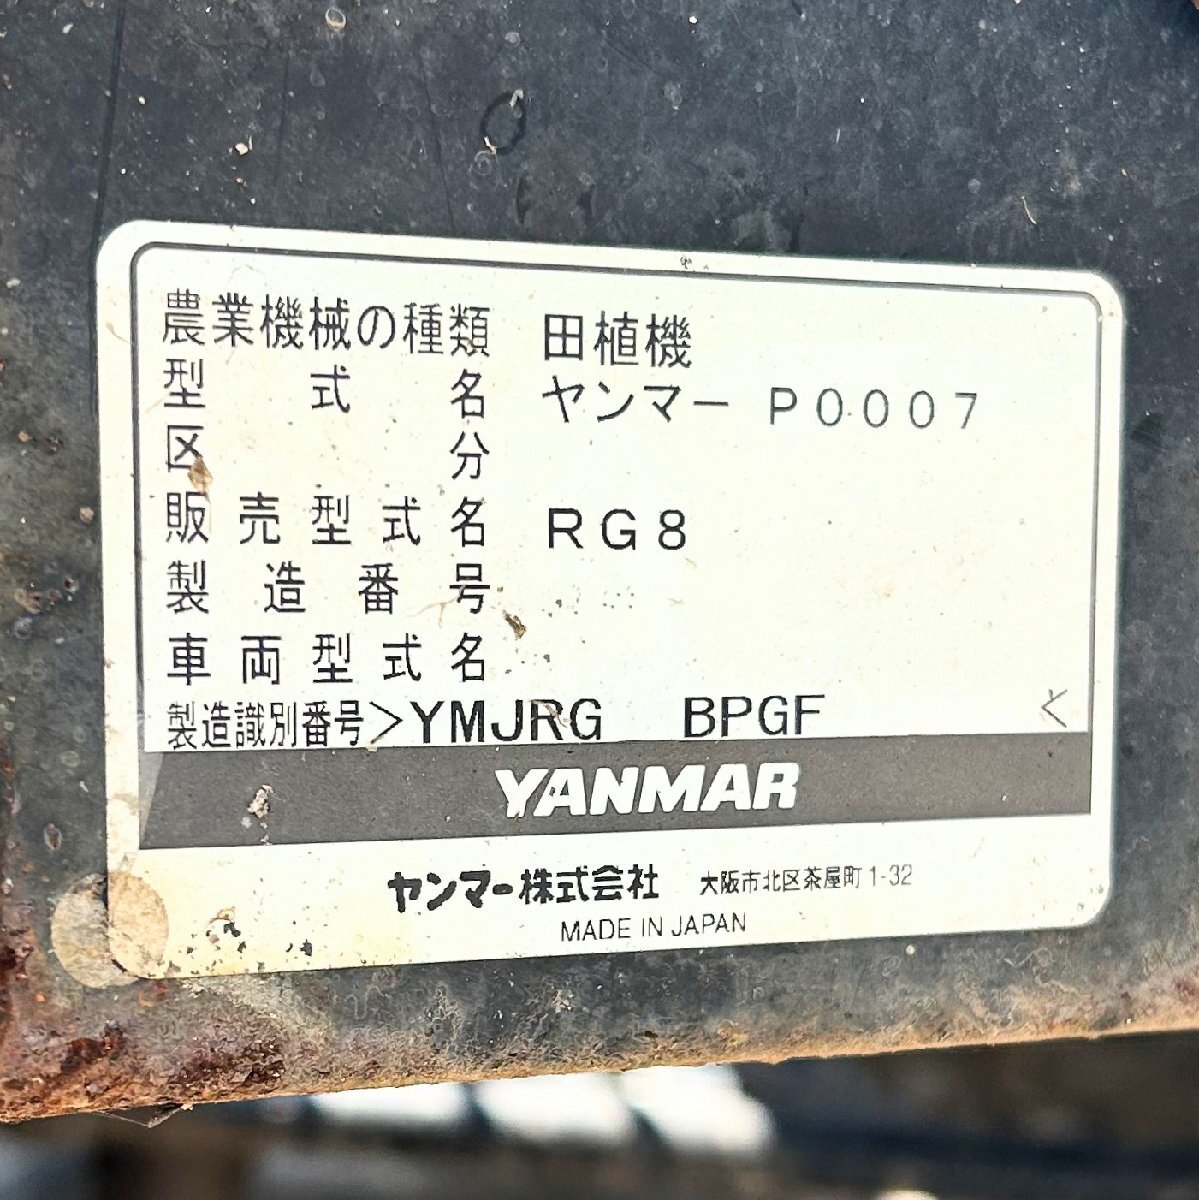 農業機械の種類 田植機
型式名 ヤンマー P0007
区分
販売型式名 RG8
製造番号
車両型式名
製造識別番号>YMJRG BPGF <
YANMAR
ヤンマー株式会社 大阪市北区茶屋町1-32
MADE IN JAPAN